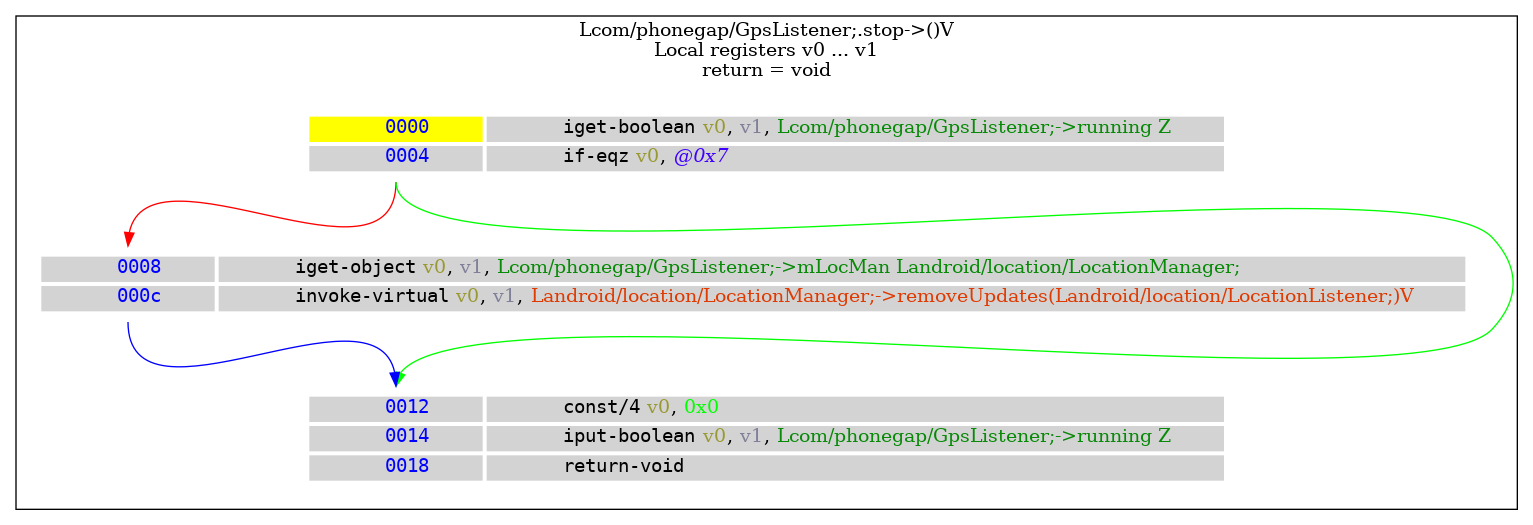 Lcom/phonegap/GpsListener;.stop->()V
Local registers v0 ... v1
return = void
0000 iget-boolean v0, v1, Lcom/phonegap/GpsListener;->running Z
0004 if-eqz v0, @0x7
0008 iget-object v0, v1, Lcom/phonegap/GpsListener;->mLocMan Landroid/location/LocationManager;
000c invoke-virtual v0, v1, Landroid/location/LocationManager;->removeUpdates(Landroid/location/LocationListener;)V
0012 const/4 v0, 0x0
0014 iput-boolean v0, v1, Lcom/phonegap/GpsListener;->running Z
0018 return-void